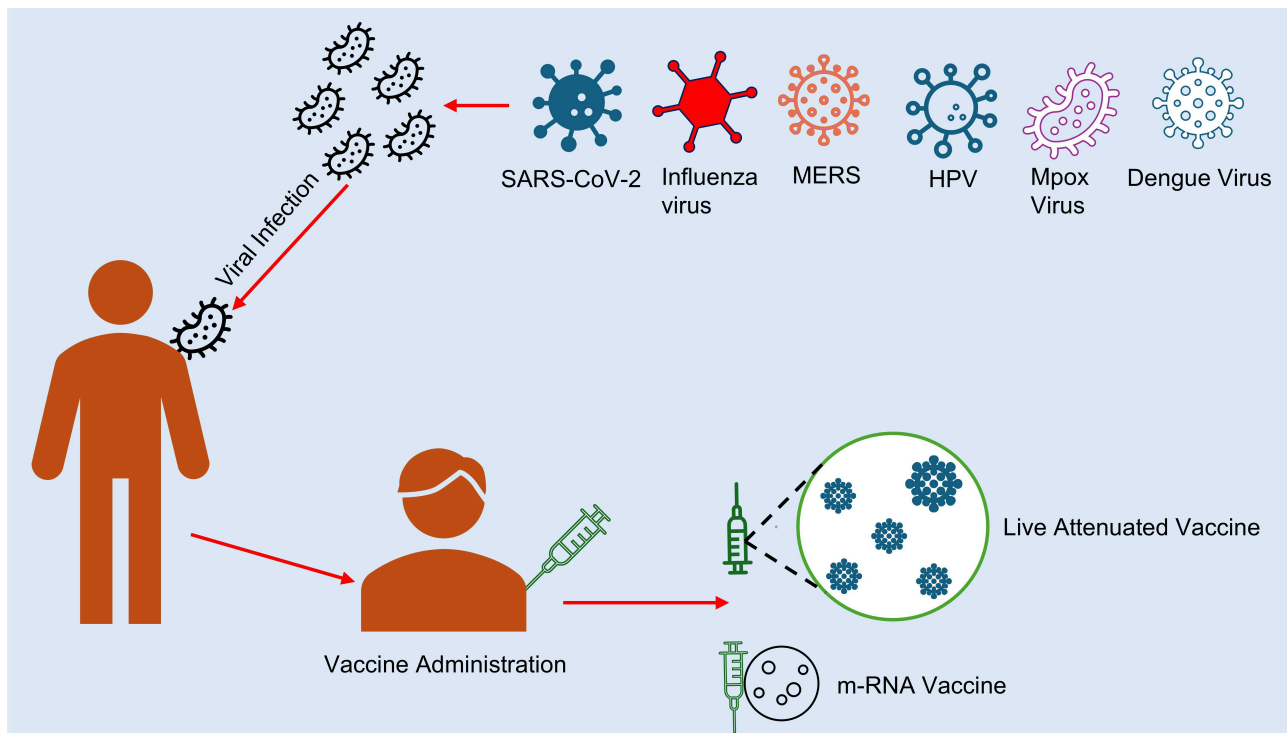 SARS-CoV-2
Influenza
virus
MERS
HPV
Mpox
Virus
Dengue Virus
Viral Infection
Live Attenuated Vaccine
Vaccine Administration
m-RNA Vaccine